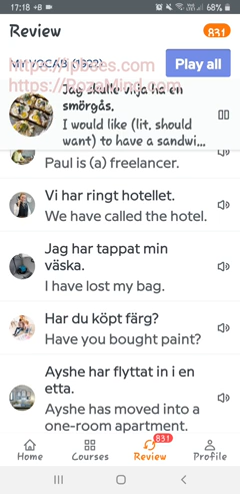 17:18 +8
68%
Review
831
MY VOCAB (1322)
Play all
https://ipseses.com
https://RozaMind.com
Jag skulle vilja ha en
smörgås.
I would like (lit. should
want) to have a sandwi...
Paul is (a) freelancer.
Vi har ringt hotellet.
We have called the hotel.
Jag har tappat min
väska.
I have lost my bag.
Har du köpt färg?
Have you bought paint?
Ayshe har flyttat in i en
etta.
Ayshe has moved into a
one-room apartment.
831
Home Courses Review Profile